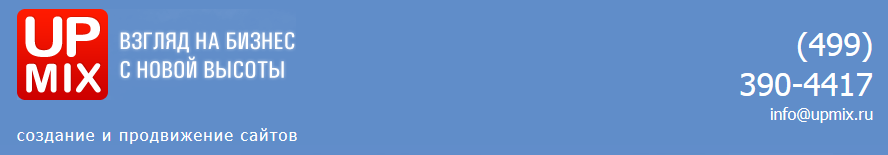 UP
MIX
ВЗГЛЯД НА БИЗНЕС
С НОВОЙ ВЫСОТЫ
создание и продвижение сайтов
(499)
390-4417
info@upmix.ru